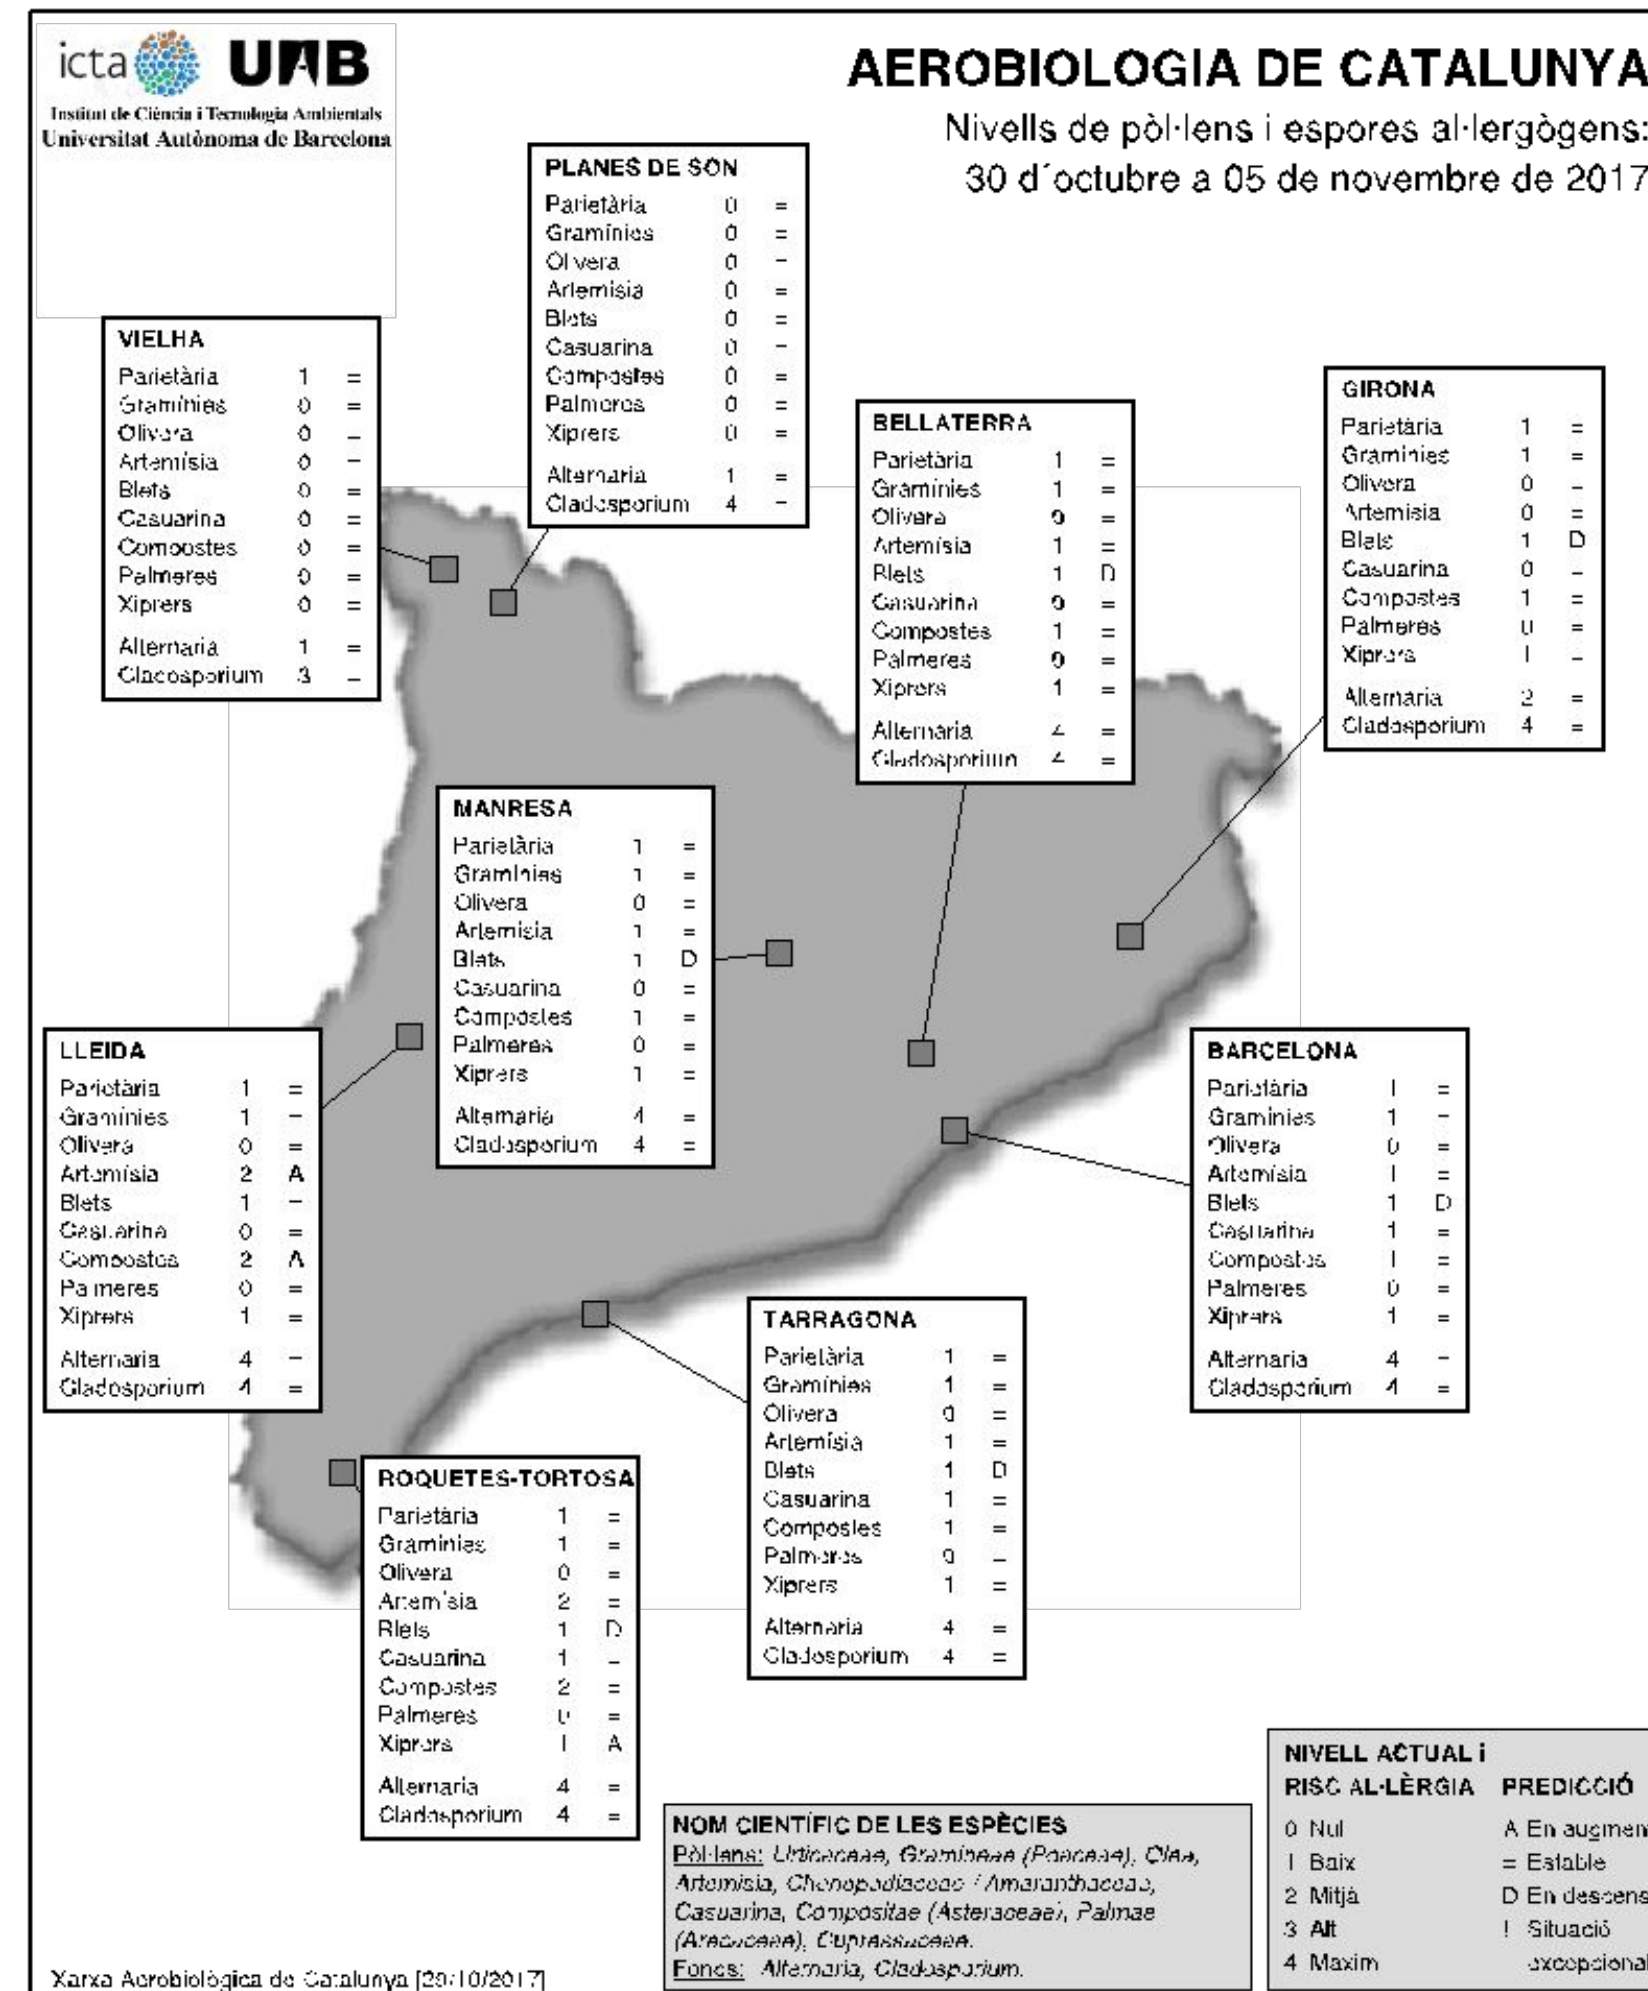 icta UAB
Institut de Ciència i Tecnologia Ambientals
Universitat Autònoma de Barcelona
AEROBIOLOGIA DE CATALUNYA
Nivells de pòl·lens i espores al·lergògens:
30 d´octubre a 05 de novembre de 2017
PLANES DE SON
Parietària 0 =
Gramínies 0 =
Olivera 0 =
Artemísia 0 =
Blets 0 =
Casuarina 0 =
Compostes 0 =
Palmeres 0 =
Xiprers 0 =
Alternaria 1 =
Cladosporium 4 =
VIELHA
Parietària 1 =
Gramínies 0 =
Olivera 0 =
Artemísia 0 =
Blets 0 =
Casuarina 0 =
Compostes 0 =
Palmeres 0 =
Xiprers 0 =
Alternaria 1 =
Cladosporium 3 =
BELLATERRA
Parietària 1 =
Gramínies 1 =
Olivera 0 =
Artemísia 1 =
Blets 1 D
Casuarina 0 =
Compostes 1 =
Palmeres 0 =
Xiprers 1 =
Alternaria 4 =
Cladosporium 4 =
GIRONA
Parietària 1 =
Gramínies 1 =
Olivera 0 =
Artemísia 0 =
Blets 1 D
Casuarina 0 =
Compostes 1 =
Palmeres 0 =
Xiprers 1 =
Alternaria 2 =
Cladosporium 4 =
MANRESA
Parietària 1 =
Gramínies 1 =
Olivera 0 =
Artemísia 1 =
Blets 1 D
Casuarina 0 =
Compostes 1 =
Palmeres 0 =
Xiprers 1 =
Alternaria 4 =
Cladosporium 4 =
LLEIDA
Parietària 1 =
Gramínies 1 =
Olivera 0 =
Artemísia 2 A
Blets 1 =
Casuarina 0 =
Compostes 2 A
Palmeres 0 =
Xiprers 1 =
Alternaria 4 =
Cladosporium 4 =
BARCELONA
Parietària 1 =
Gramínies 1 =
Olivera 0 =
Artemísia 1 =
Blets 1 D
Casuarina 1 =
Compostes 1 =
Palmeres 0 =
Xiprers 1 =
Alternaria 4 =
Cladosporium 4 =
TARRAGONA
Parietària 1 =
Gramínies 1 =
Olivera 0 =
Artemísia 1 =
Blets 1 D
Casuarina 1 =
Compostes 1 =
Palmeres 0 =
Xiprers 1 =
Alternaria 4 =
Cladosporium 4 =
ROQUETES-TORTOSA
Parietària 1 =
Gramínies 1 =
Olivera 0 =
Artemísia 2 =
Blets 1 D
Casuarina 1 =
Compostes 2 =
Palmeres 0 =
Xiprers 1 A
Alternaria 4 =
Cladosporium 4 =
NOM CIENTÍFIC DE LES ESPÈCIES
Pòl·lens: Urticaceae, Gramineae (Poaceae), Olea,
Artemisia, Chenopodiaceae / Amaranthaceae,
Casuarina, Compositae (Asteraceae), Palmae
(Arecaceae), Cupressaceae.
Fongs: Alternaria, Cladosporium.
NIVELL ACTUAL i
RISC AL·LÈRGIA PREDICCIÓ
0 Nul A En augment
1 Baix = Estable
2 Mitjà D En descens
3 Alt ! Situació
4 Maxim excepcional
Xarxa Aerobiològica de Catalunya [29/10/2017]